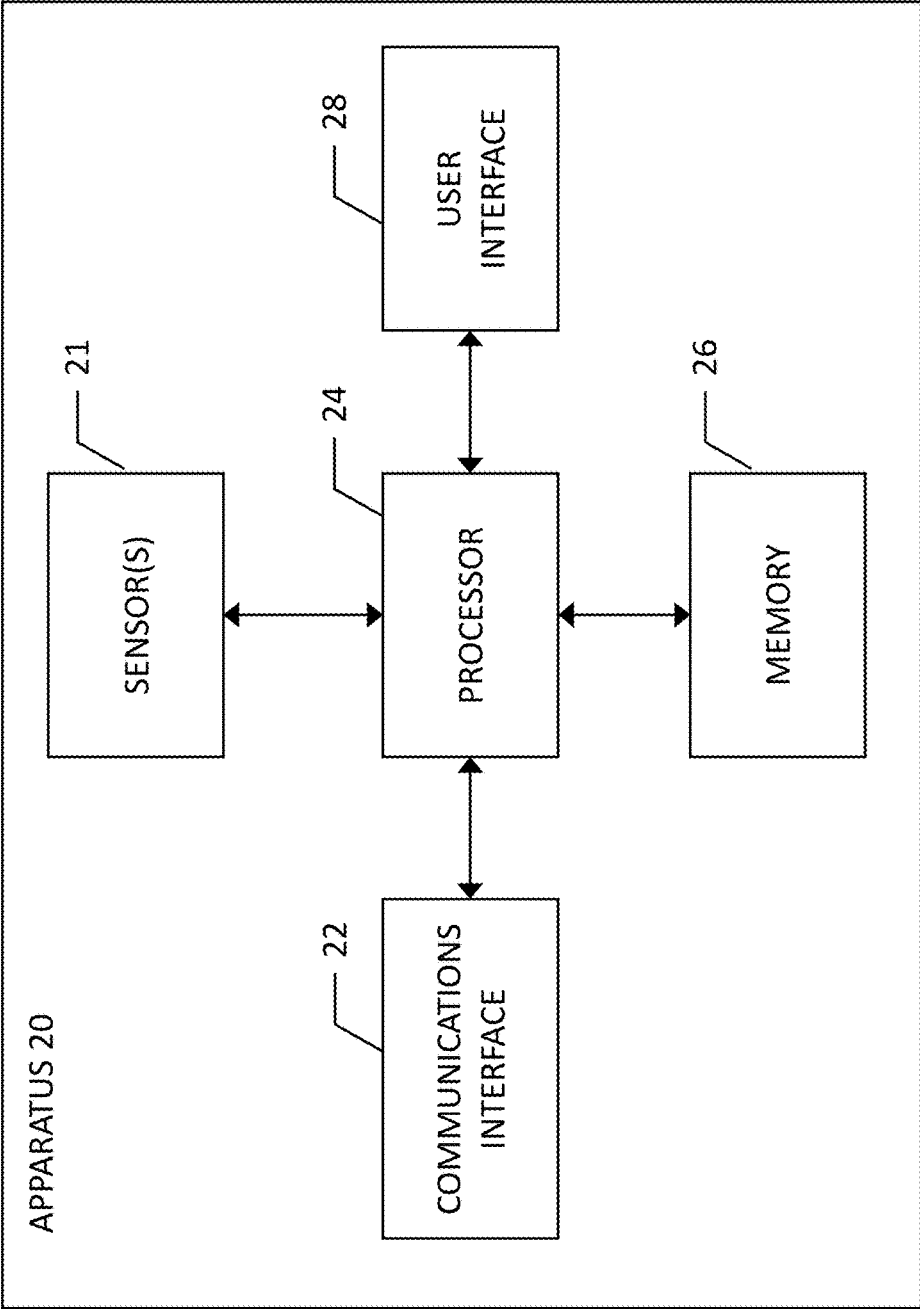 APPARATUS 20
21
SENSOR(S)
22
COMMUNICATIONS
INTERFACE
24
PROCESSOR
28
USER
INTERFACE
26
MEMORY